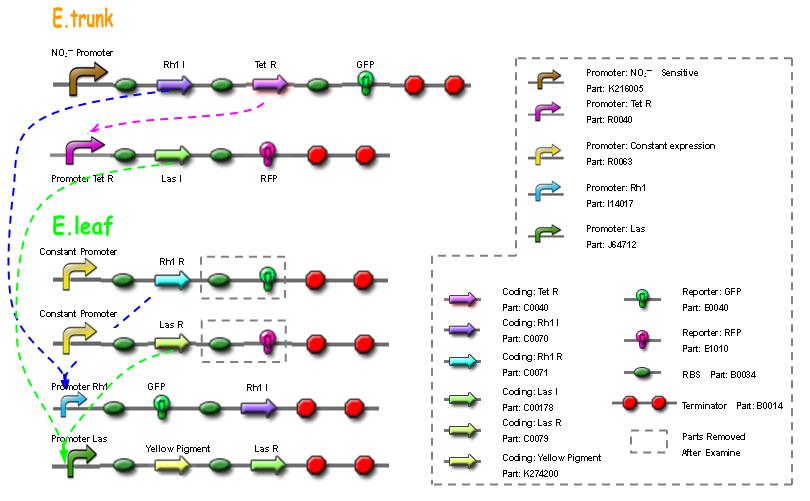 E.trunk
NO₂⁻ Promoter
Rh1 I
Tet R
GFP
Promoter Tet R
Las I
RFP
E.leaf
Constant Promoter
Rh1 R
Constant Promoter
Las R
Promoter Rh1
GFP
Rh1 I
Promoter Las
Yellow Pigment
Las R
Promoter: NO₂⁻ Sensitive
Part: K216005
Promoter: Tet R
Part: R0040
Promoter: Constant expression
Part: R0063
Promoter: Rh1
Part: I14017
Promoter: Las
Part: J64712
Coding: Tet R
Part: C0040
Coding: Rh1 I
Part: C0070
Coding: Rh1 R
Part: C0071
Coding: Las I
Part: C00178
Coding: Las R
Part: C0079
Coding: Yellow Pigment
Part: K274200
Reporter: GFP
Part: E0040
Reporter: RFP
Part: E1010
RBS Part: B0034
Terminator Part: B0014
Parts Removed
After Examine